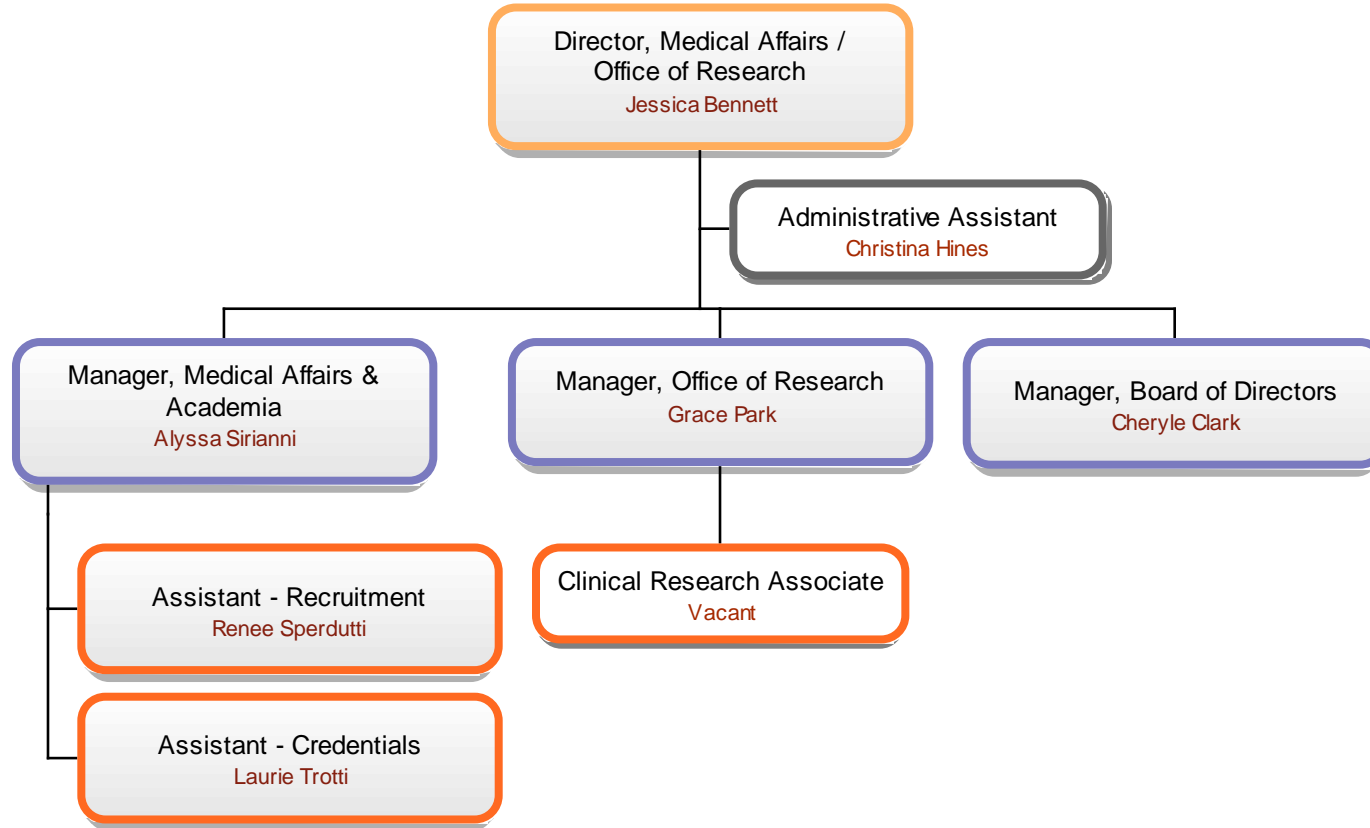 Director, Medical Affairs /
Office of Research
Jessica Bennett
Administrative Assistant
Christina Hines
Manager, Medical Affairs &
Academia
Alyssa Sirianni
Manager, Office of Research
Grace Park
Manager, Board of Directors
Cheryle Clark
Assistant - Recruitment
Renee Sperdutti
Clinical Research Associate
Vacant
Assistant - Credentials
Laurie Trotti